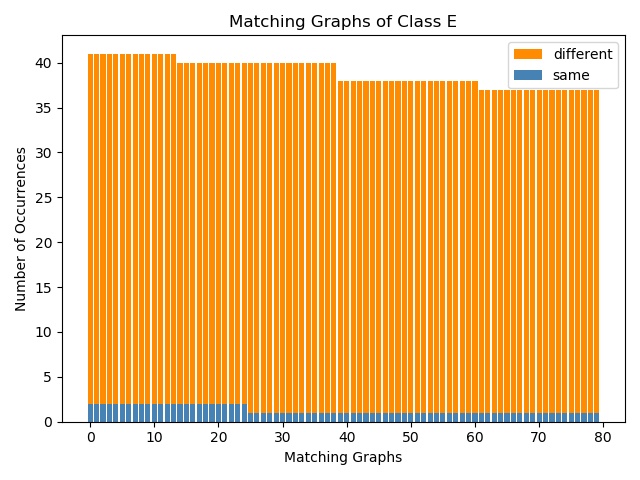 Matching Graphs of Class E
different
same
Number of Occurrences
40
35
30
25
20
15
10
5
0
0 10 20 30 40 50 60 70 80
Matching Graphs